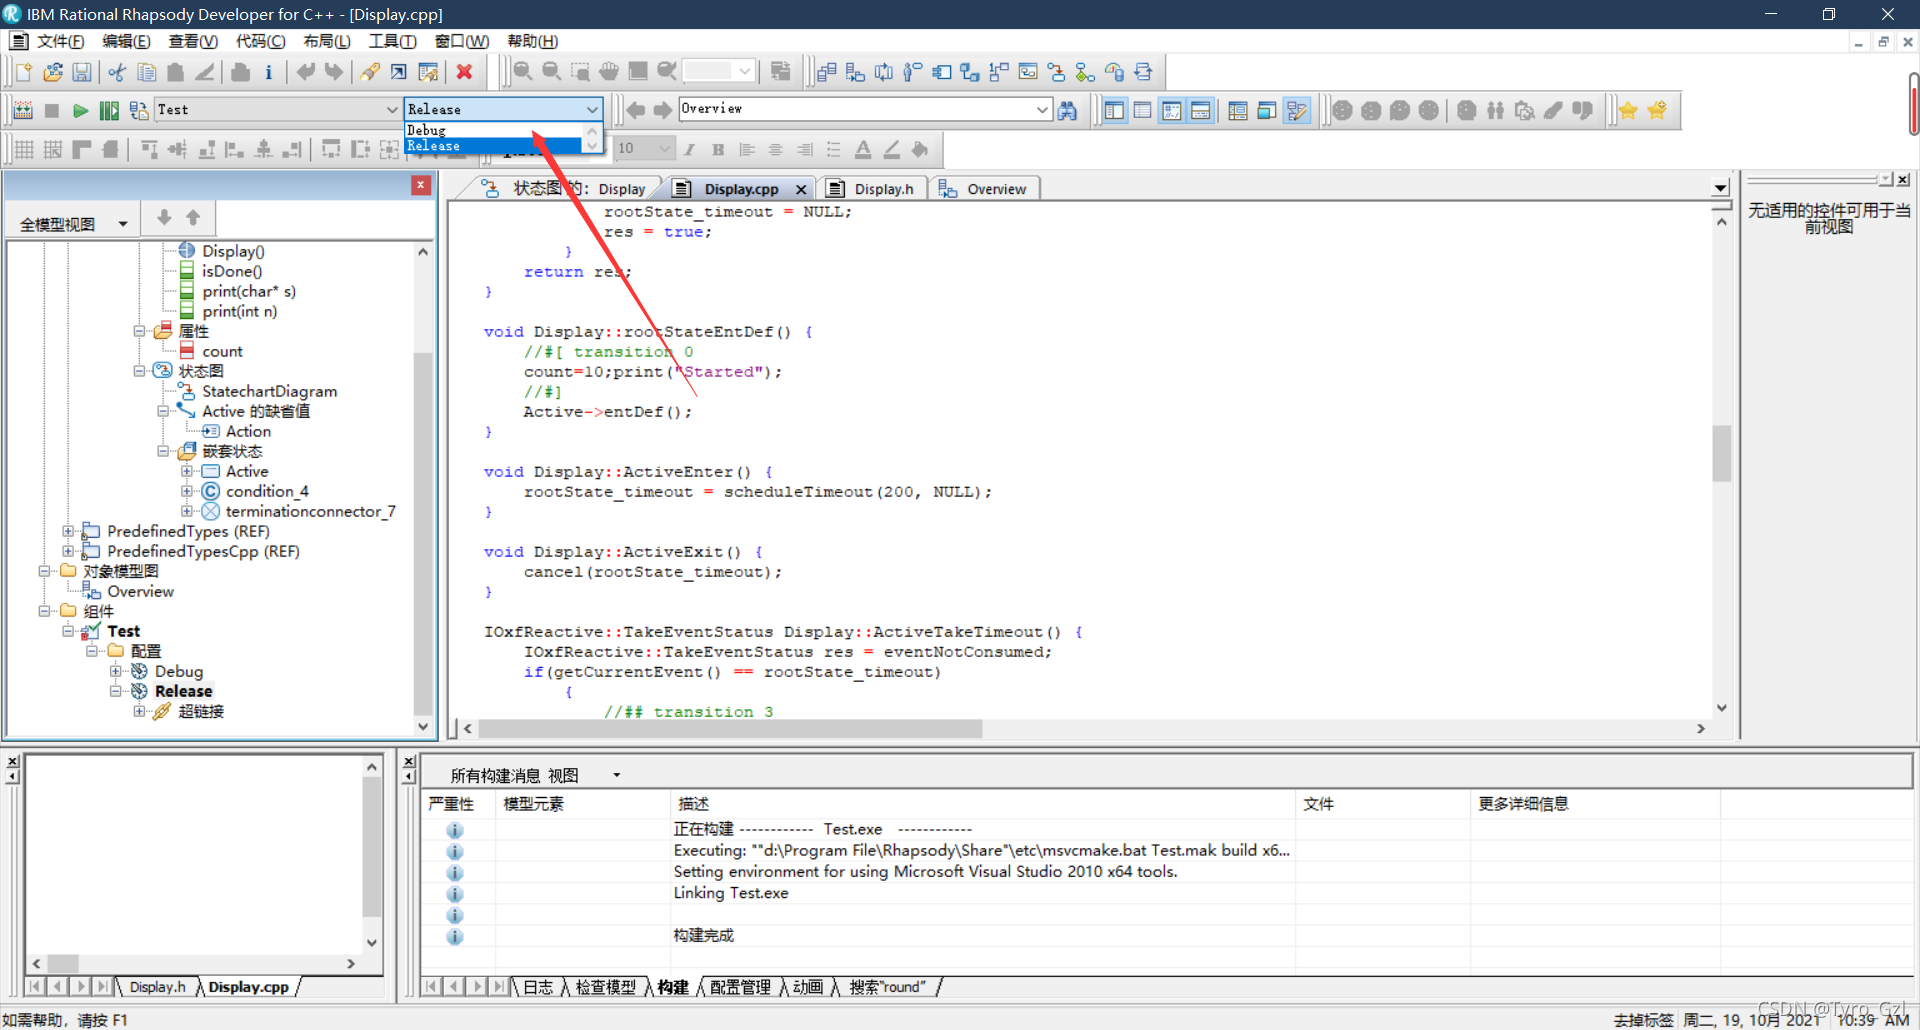 IBM Rational Rhapsody Developer for C++ - [Display.cpp]
文件(F) 编辑(E) 查看(V) 代码(C) 布局(L) 工具(T) 窗口(W) 帮助(H)
Test Release Overview
Debug
Release
10 I B A
全模型视图
Display()
isDone()
print(char* s)
print(int n)
属性
count
状态图
StatechartDiagram
Active 的缺省值
Action
嵌套状态
Active
condition_4
terminationconnector_7
PredefinedTypes (REF)
PredefinedTypesCpp (REF)
对象模型图
Overview
组件
Test
配置
Debug
Release
超链接
状态图 的: Display Display.cpp Display.h Overview
rootState_timeout = NULL;
res = true;
}
return res;
}
void Display::rootStateEntDef() {
//#[ transition 0
count=10;print("Started");
//#]
Active->entDef();
}
void Display::ActiveEnter() {
rootState_timeout = scheduleTimeout(200, NULL);
}
void Display::ActiveExit() {
cancel(rootState_timeout);
}
IOxfReactive::TakeEventStatus Display::ActiveTakeTimeout() {
IOxfReactive::TakeEventStatus res = eventNotConsumed;
if(getCurrentEvent() == rootState_timeout)
{
//## transition 3
无适用的控件可用于当
前视图
Display.h Display.cpp
所有构建消息 视图
严重性 模型元素 描述 文件 更多详细信息
正在构建 ------------ Test.exe ------------
Executing: ""d:\Program File\Rhapsody\Share"\etc\msvcmake.bat Test.mak build x6...
Setting environment for using Microsoft Visual Studio 2010 x64 tools.
Linking Test.exe
构建完成
日志 检查模型 构建 配置管理 动画 搜索"round"
如需帮助，请按 F1
去掉标签 周二, 19, 10月 2021 10:39 AM
CSDN @Tyro_Gzl